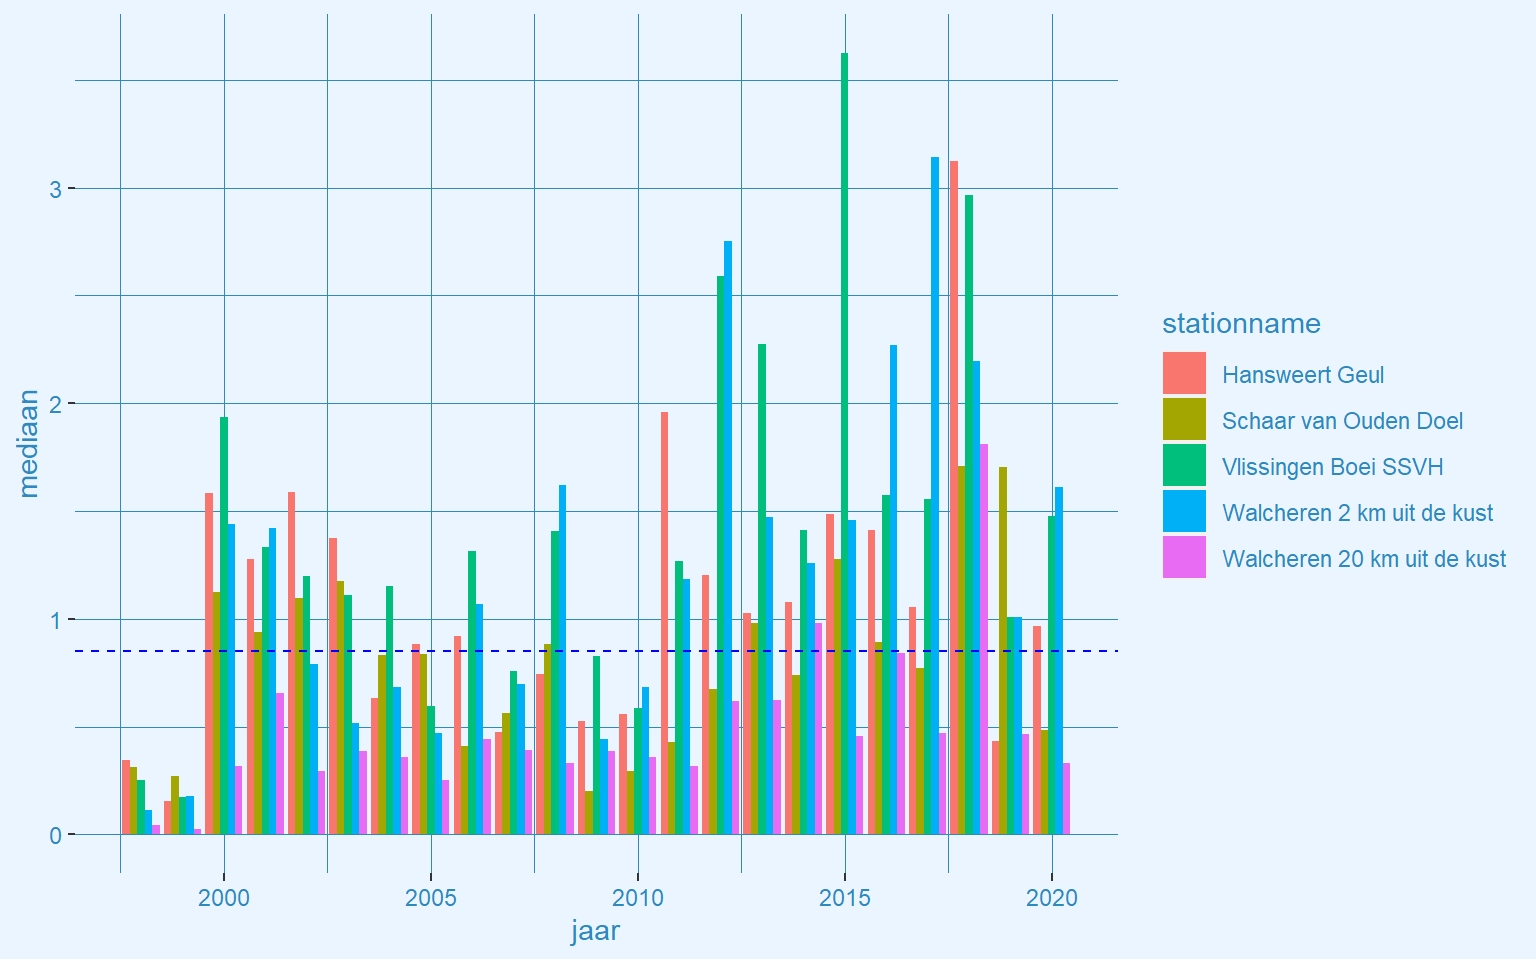 3
2
1
0
mediaan
2000 2005 2010 2015 2020
jaar
stationname
Hansweert Geul
Schaar van Ouden Doel
Vlissingen Boei SSVH
Walcheren 2 km uit de kust
Walcheren 20 km uit de kust